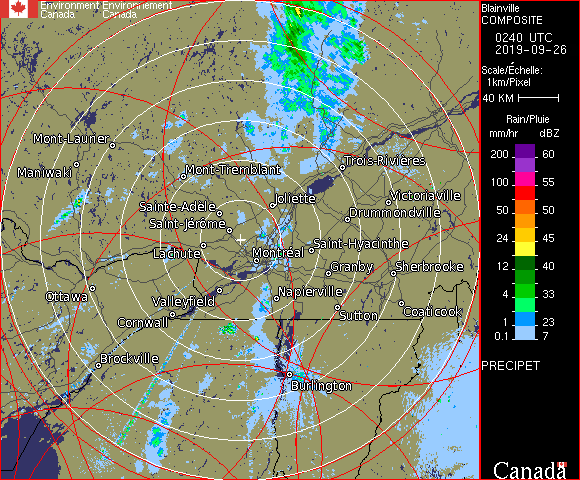 Environment Environnement
Canada Canada
Blainville
COMPOSITE
0240 UTC
2019-09-26
Scale/Échelle:
1km/Pixel
40 KM
Rain/Pluie
mm/hr dBZ
200 60
100 55
50 50
24 45
12 40
4 33
1 23
0.1 7
PRECIPET
Canada
Mont-Laurier
Maniwaki
Mont-Tremblant
Trois-Rivières
Sainte-Adèle
Joliette
Victoriaville
Drummondville
Saint-Jérôme
Lachute
Montréal
Saint-Hyacinthe
Granby
Sherbrooke
Ottawa
Valleyfield
Napierville
Cornwall
Sutton
Coaticook
Brockville
Burlington